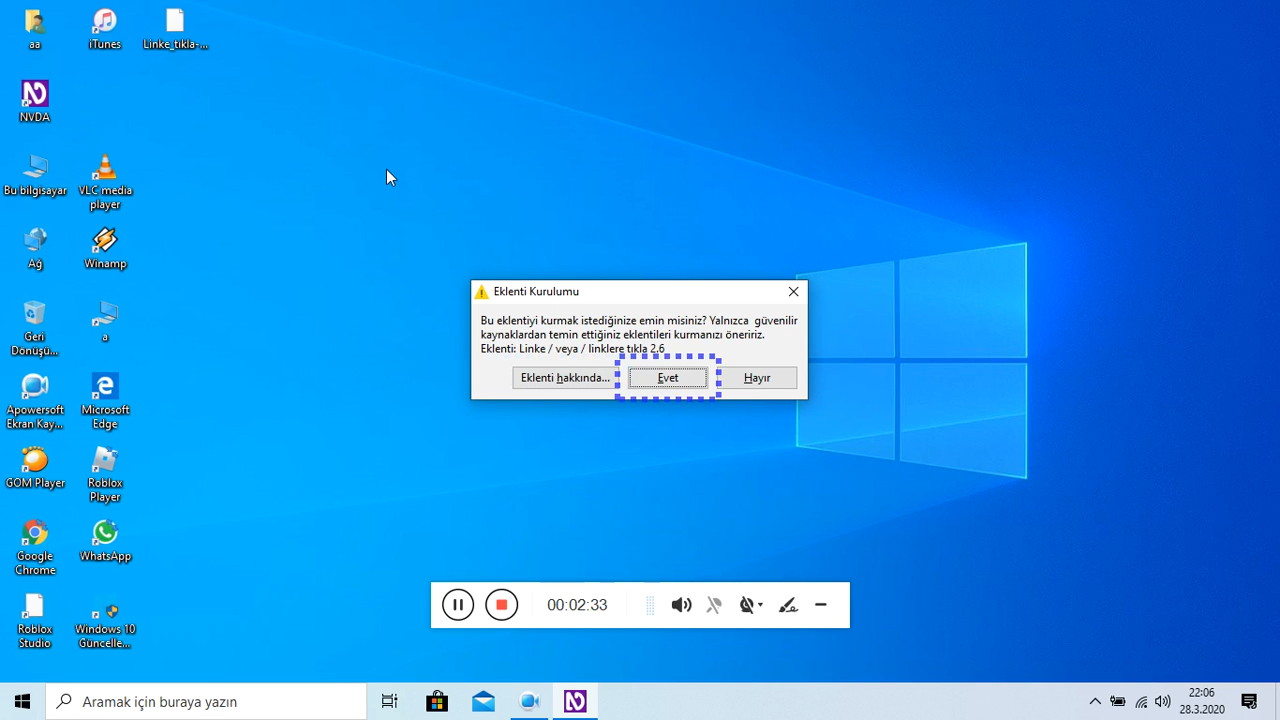 aa
iTunes
Linke_tıkla-...
NVDA
Bu bilgisayar
VLC media
player
Ağ
Winamp
Geri
Dönüşü...
a
Apowersoft
Ekran Kay...
Microsoft
Edge
GOM Player
Roblox
Player
Google
Chrome
WhatsApp
Roblox
Studio
Windows 10
Güncelle...
Eklenti Kurulumu
Bu eklentiyi kurmak istediğinize emin misiniz? Yalnızca güvenilir
kaynaklardan temin ettiğiniz eklentileri kurmanızı öneririz.
Eklenti: Linke / veya / linklere tıkla 2.6
Eklenti hakkında...
Evet
Hayır
00:02:33
Aramak için buraya yazın
22:06
28.3.2020